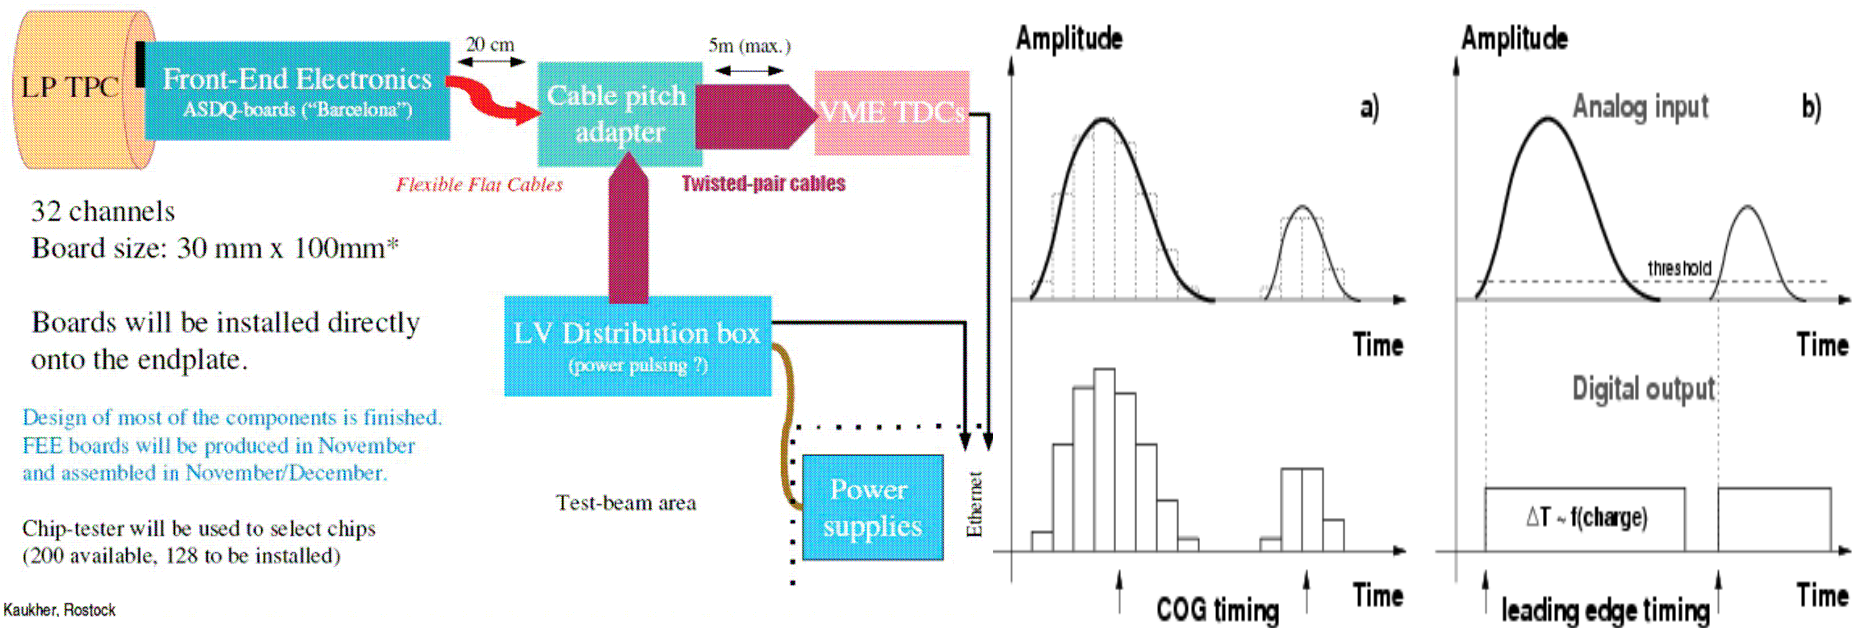 LP TPC
Front-End Electronics
ASDQ-boards ("Barcelona")
20 cm
Cable pitch
adapter
5m (max.)
VME TDCs
Flexible Flat Cables
Twisted-pair cables
32 channels
Board size: 30 mm x 100mm*
Boards will be installed directly
onto the endplate.
LV Distribution box
(power pulsing ?)
Design of most of the components is finished.
FEE boards will be produced in November
and assembled in November/December.
Test-beam area
Power
supplies
Ethernet
Chip-tester will be used to select chips
(200 available, 128 to be installed)
Kaukher, Rostock
Amplitude
a)
Time
COG timing
Time
Amplitude
Analog input
b)
threshold
Time
Digital output
ΔT ~ f(charge)
leading edge timing
Time